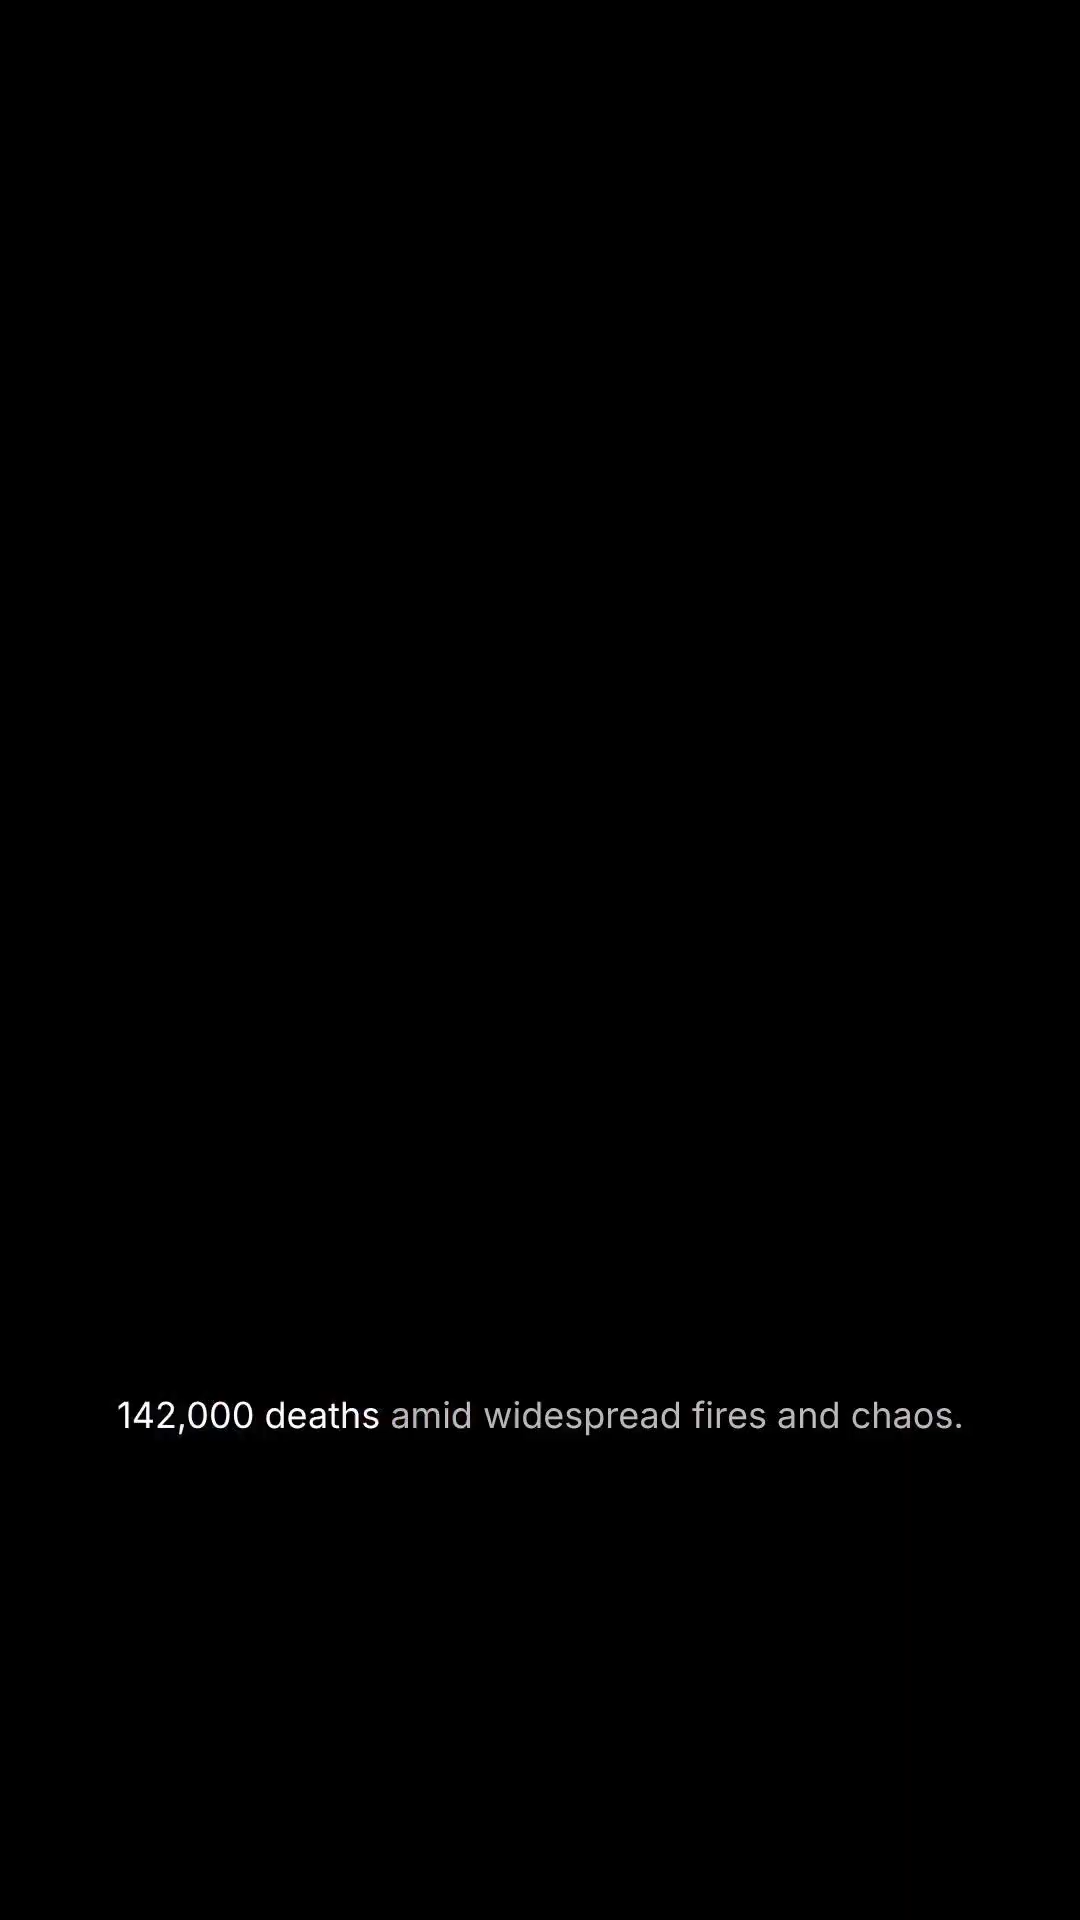 142,000 deaths amid widespread fires and chaos.